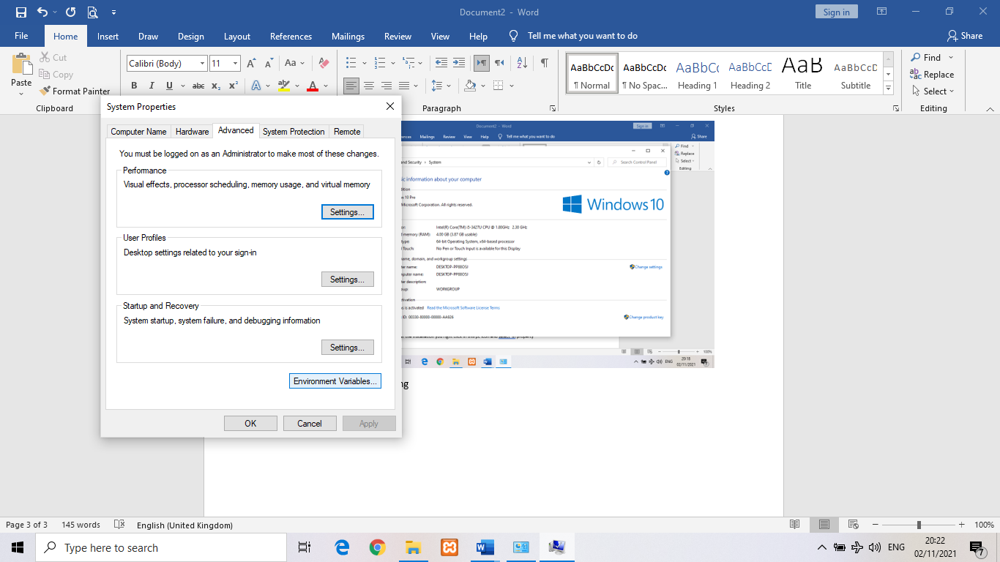 Document2 - Word
Sign in
File Home Insert Draw Design Layout References Mailings Review View Help Tell me what you want to do Share
Paste
Cut
Copy
Format Painter
Clipboard
Calibri (Body) 11
Paragraph
AaBbCcDc AaBbCcDc AaBbCc AaBbCcD AaB AaBbCcD
¶ Normal ¶ No Spac... Heading 1 Heading 2 Title Subtitle
Styles
Find
Replace
Select
Editing
System Properties
Computer Name Hardware Advanced System Protection Remote
You must be logged on as an Administrator to make most of these changes.
Performance
Visual effects, processor scheduling, memory usage, and virtual memory
Settings...
User Profiles
Desktop settings related to your sign-in
Settings...
Startup and Recovery
System startup, system failure, and debugging information
Settings...
Environment Variables...
OK Cancel Apply
Document2 - Word
Sign in
Mailings Review View Help Tell me what you want to do Share
Find
Replace
Select
Editing
and Security > System
Search Control Panel
ic information about your computer
Microsoft Corporation. All rights reserved.
Windows 10
Intel(R) Core(TM) i5-3427U CPU @ 1.80GHz 2.30 GHz
memory (RAM): 4.00 GB (3.87 GB usable)
type: 64-bit Operating System, x64-based processor
Touch: No Pen or Touch Input is available for this Display
name, domain, and workgroup settings
Change settings
WORKGROUP
is activated Read the Microsoft Software License Terms
ID: 00330-80000-00000-AA826
Change product key
100%
ENG
20:18
02/11/2021
ng
Page 3 of 3 145 words English (United Kingdom) 100%
Type here to search
ENG
20:22
02/11/2021
7